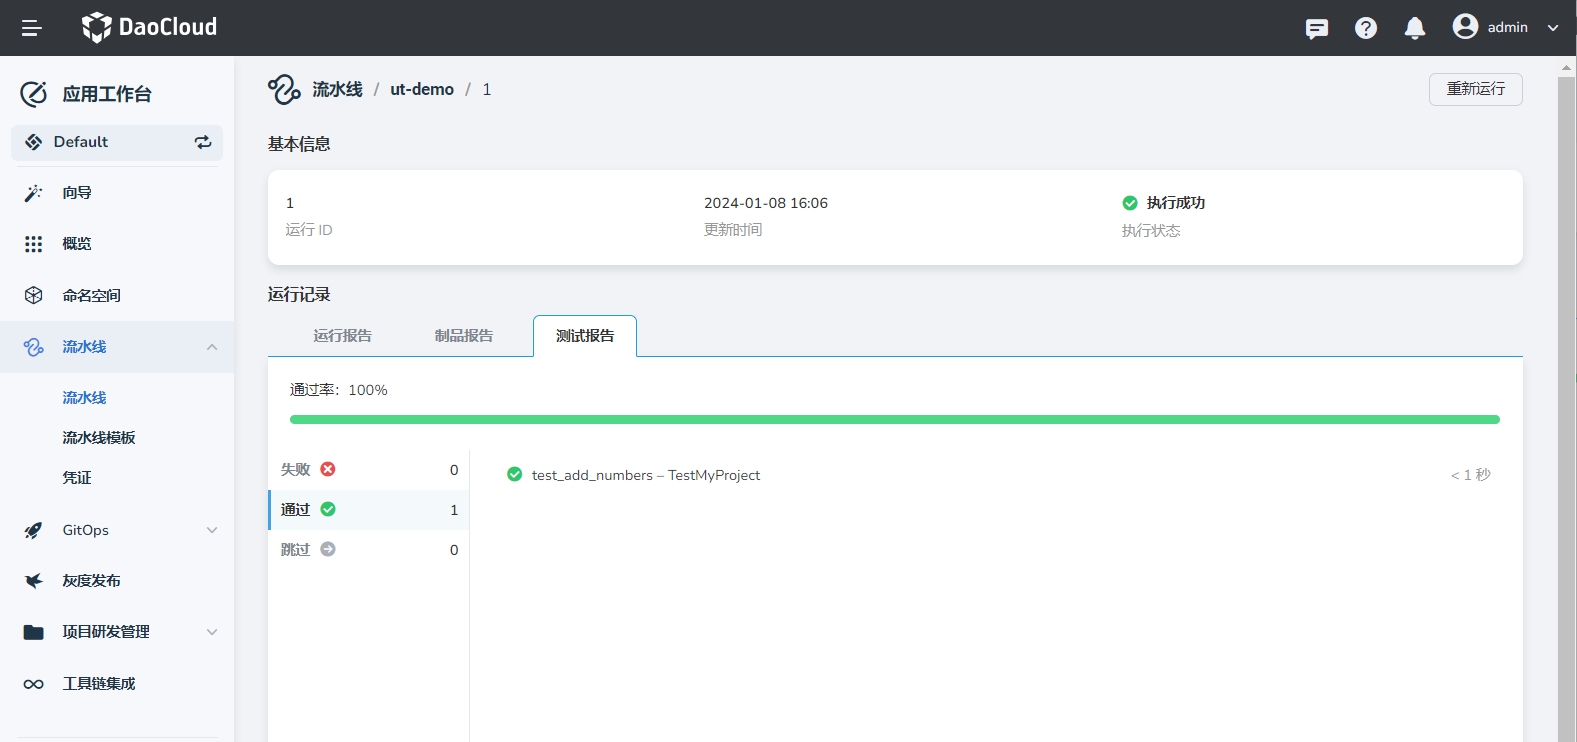 DaoCloud
admin
应用工作台
Default
向导
概览
命名空间
流水线
流水线
流水线模板
凭证
GitOps
灰度发布
项目研发管理
工具链集成
流水线 / ut-demo / 1
重新运行
基本信息
1
运行 ID
2024-01-08 16:06
更新时间
执行成功
执行状态
运行记录
运行报告
制品报告
测试报告
通过率：100%
失败 0
通过 1
跳过 0
test_add_numbers – TestMyProject
< 1 秒